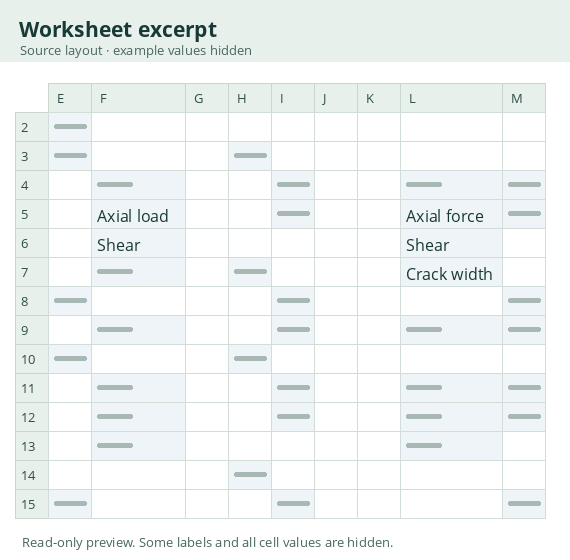 Worksheet excerpt
Source layout · example values hidden
E F G H I J K L M
2
3
4
5 Axial load Axial force
6 Shear Shear
7 Crack width
8
9
10
11
12
13
14
15
Read-only preview. Some labels and all cell values are hidden.